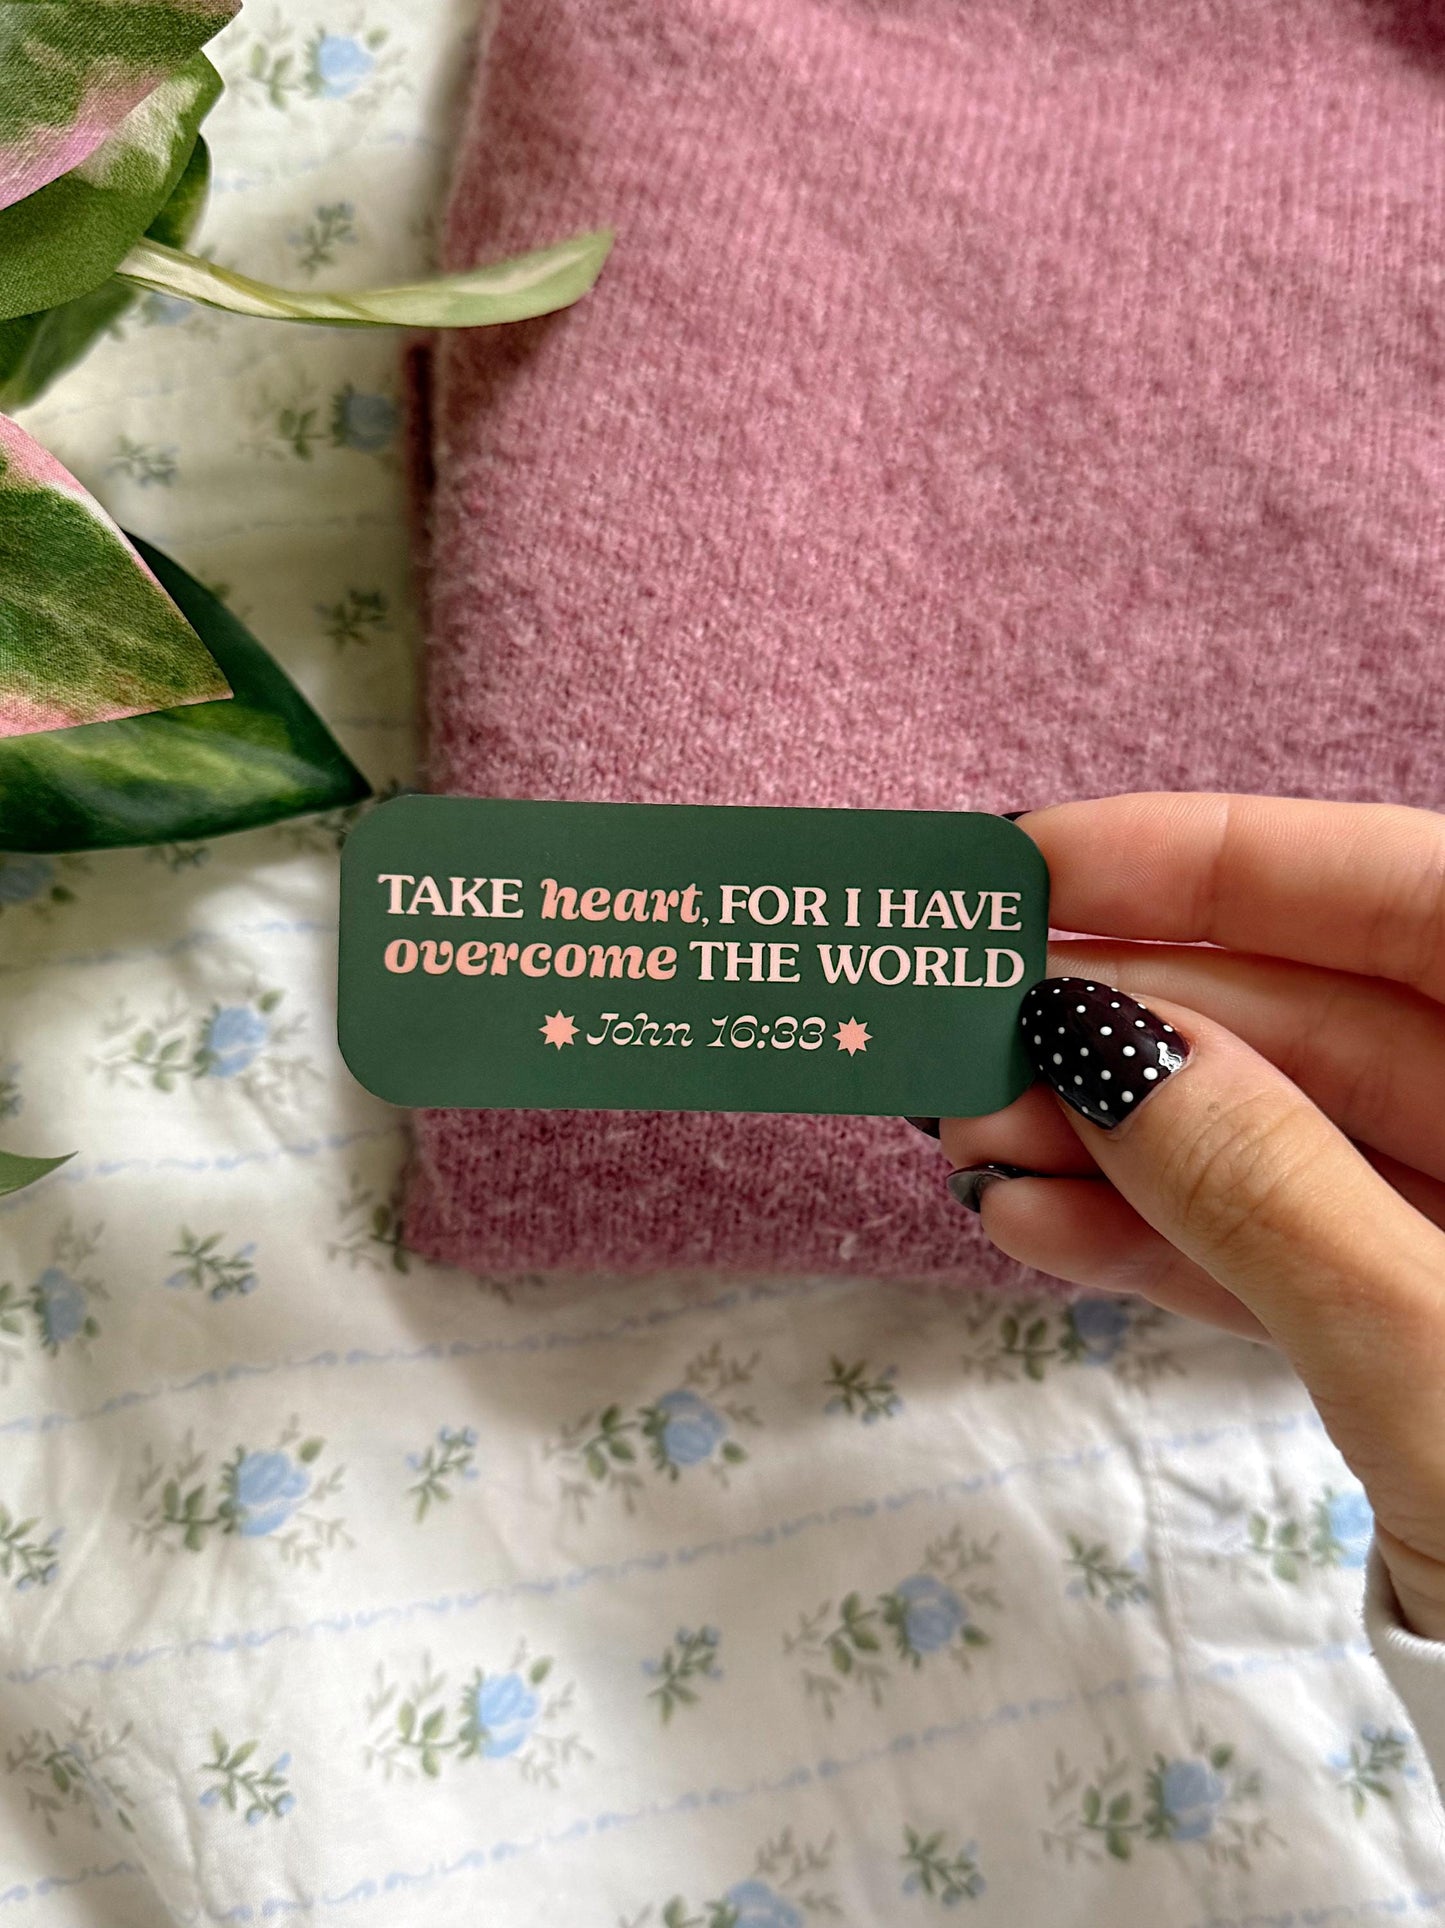 TAKE heart, FOR I HAVE
overcome THE WORLD
John 16:33